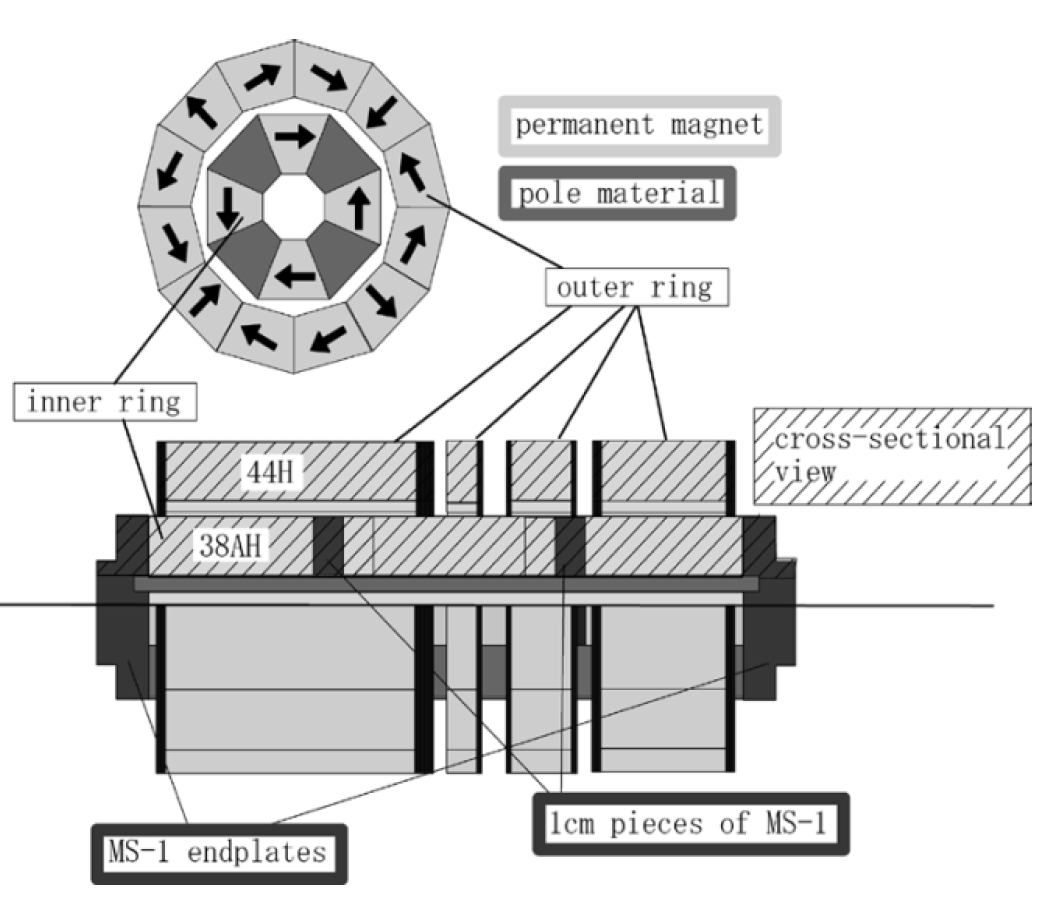 permanent magnet
pole material
outer ring
inner ring
cross-sectional
view
44H
38AH
1cm pieces of MS-1
MS-1 endplates